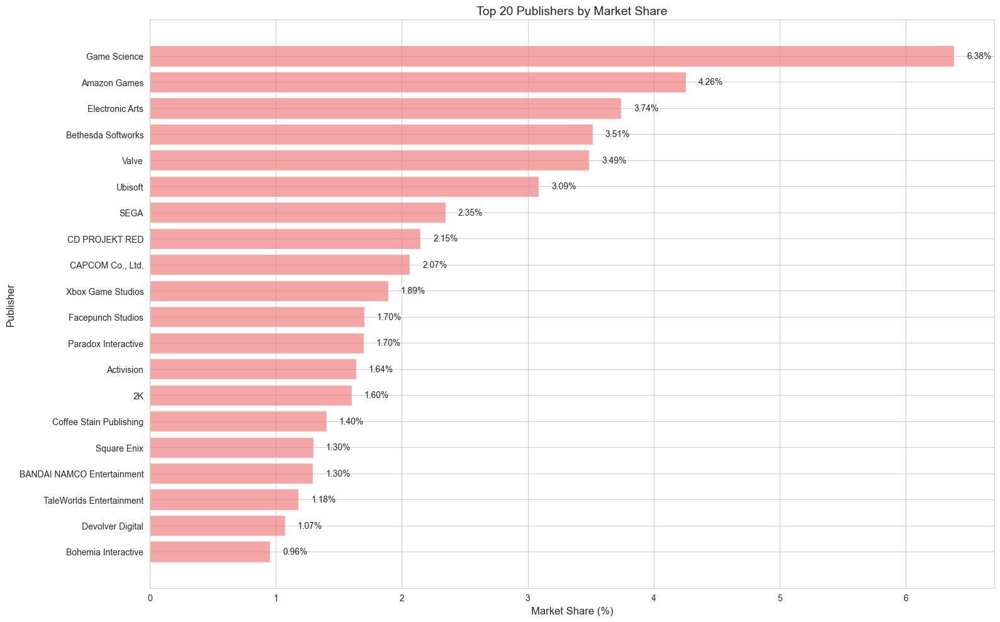 Top 20 Publishers by Market Share
Publisher
Game Science 6.38%
Amazon Games 4.26%
Electronic Arts 3.74%
Bethesda Softworks 3.51%
Valve 3.49%
Ubisoft 3.09%
SEGA 2.35%
CD PROJEKT RED 2.15%
CAPCOM Co., Ltd. 2.07%
Xbox Game Studios 1.89%
Facepunch Studios 1.70%
Paradox Interactive 1.70%
Activision 1.64%
2K 1.60%
Coffee Stain Publishing 1.40%
Square Enix 1.30%
BANDAI NAMCO Entertainment 1.30%
TaleWorlds Entertainment 1.18%
Devolver Digital 1.07%
Bohemia Interactive 0.96%
0 1 2 3 4 5 6
Market Share (%)